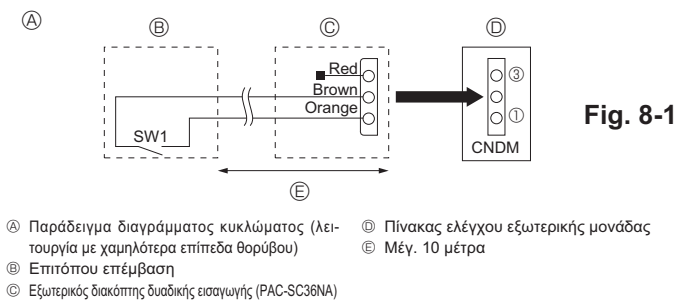 Ⓐ
Ⓑ
Ⓒ
Ⓓ
Red
Brown
Orange
SW1
③
①
CNDM
Fig. 8-1
Ⓔ
Ⓐ Παράδειγμα διαγράμματος κυκλώματος (λει-
τουργία με χαμηλότερα επίπεδα θορύβου)
Ⓑ Επιτόπου επέμβαση
Ⓒ Εξωτερικός διακόπτης δυαδικής εισαγωγής (PAC-SC36NA)
Ⓓ Πίνακας ελέγχου εξωτερικής μονάδας
Ⓔ Μέγ. 10 μέτρα